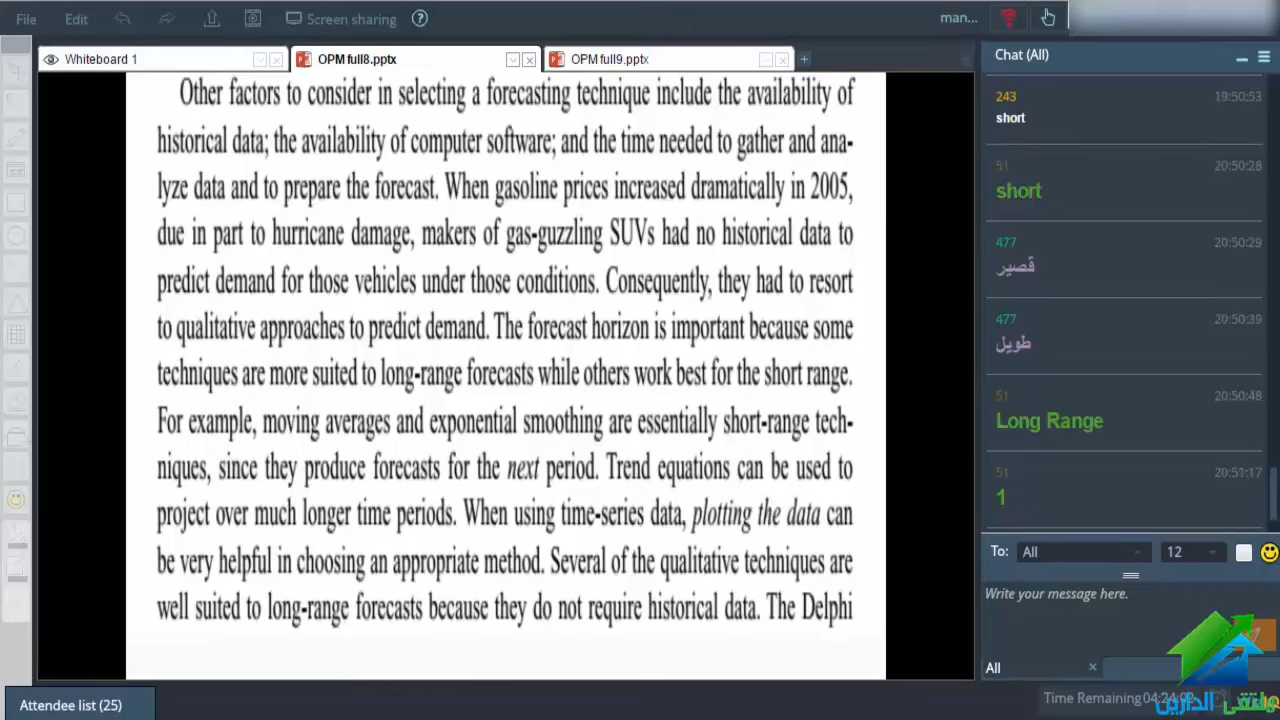 File Edit Screen sharing ? man...
Whiteboard 1 OPM full8.pptx OPM full9.pptx +
Other factors to consider in selecting a forecasting technique include the availability of
historical data; the availability of computer software; and the time needed to gather and ana-
lyze data and to prepare the forecast. When gasoline prices increased dramatically in 2005,
due in part to hurricane damage, makers of gas-guzzling SUVs had no historical data to
predict demand for those vehicles under those conditions. Consequently, they had to resort
to qualitative approaches to predict demand. The forecast horizon is important because some
techniques are more suited to long-range forecasts while others work best for the short range.
For example, moving averages and exponential smoothing are essentially short-range tech-
niques, since they produce forecasts for the next period. Trend equations can be used to
project over much longer time periods. When using time-series data, plotting the data can
be very helpful in choosing an appropriate method. Several of the qualitative techniques are
well suited to long-range forecasts because they do not require historical data. The Delphi
Chat (All)
243 19:50:53
short
51 20:50:28
short
477 20:50:29
قصير
477 20:50:39
طويل
51 20:50:48
Long Range
51 20:51:17
1
To: All 12
Write your message here.
All
Attendee list (25)
Time Remaining
ملتقى الدارين